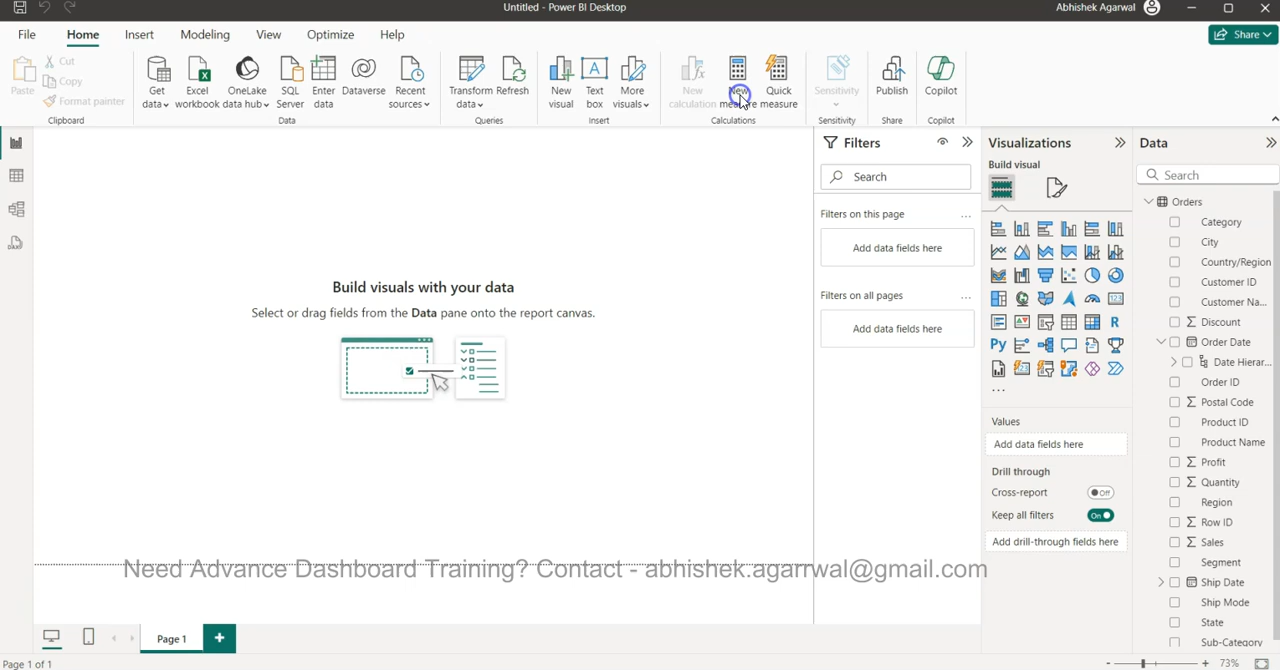 Untitled - Power BI Desktop
Abhishek Agarwal
File
Home
Insert
Modeling
View
Optimize
Help
Share
Paste
Cut
Copy
Format painter
Clipboard
Get data
Excel workbook
OneLake data hub
SQL Server
Enter data
Dataverse
Recent sources
Data
Transform data
Refresh
Queries
New visual
Text box
More visuals
Insert
New calculation
New measure
Quick measure
Calculations
Sensitivity
Sensitivity
Publish
Share
Copilot
Copilot
Build visuals with your data
Select or drag fields from the Data pane onto the report canvas.
Need Advance Dashboard Training? Contact - abhishek.agarrwal@gmail.com
Filters
Search
Filters on this page
...
Add data fields here
Filters on all pages
...
Add data fields here
Visualizations
Build visual
123
R
Py
...
Values
Add data fields here
Drill through
Cross-report
Off
Keep all filters
On
Add drill-through fields here
Data
Search
Orders
Category
City
Country/Region
Customer ID
Customer Na...
Σ Discount
Order Date
Date Hierar...
Order ID
Σ Postal Code
Product ID
Product Name
Σ Profit
Σ Quantity
Region
Σ Row ID
Σ Sales
Segment
Ship Date
Ship Mode
State
Sub-Category
Page 1
+
Page 1 of 1
- + 73%